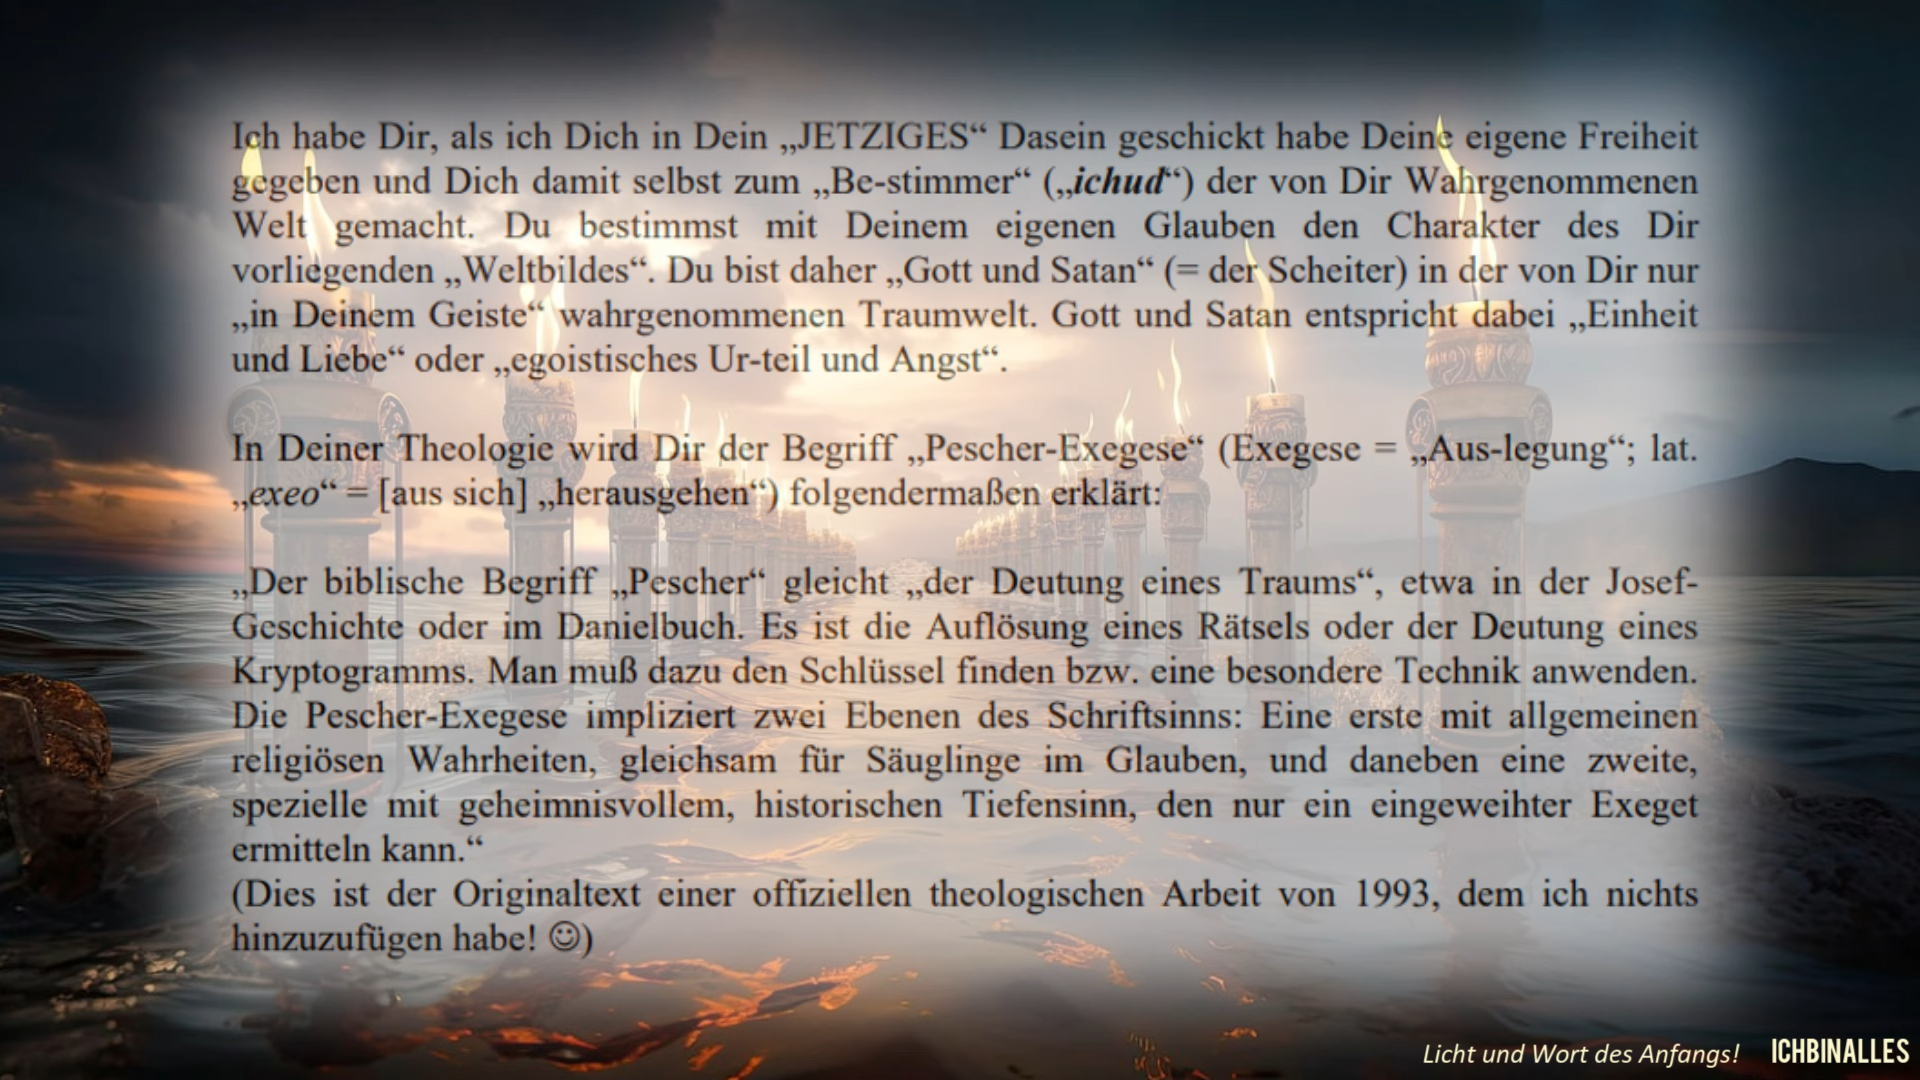 Ich habe Dir, als ich Dich in Dein „JETZIGES“ Dasein geschickt habe Deine eigene Freiheit
gegeben und Dich damit selbst zum „Be-stimmer“ („ichud“) der von Dir Wahrgenommenen
Welt gemacht. Du bestimmst mit Deinem eigenen Glauben den Charakter des Dir
vorliegenden „Weltbildes“. Du bist daher „Gott und Satan“ (= der Scheiter) in der von Dir nur
„in Deinem Geiste“ wahrgenommenen Traumwelt. Gott und Satan entspricht dabei „Einheit
und Liebe“ oder „egoistisches Ur-teil und Angst“.
In Deiner Theologie wird Dir der Begriff „Pescher-Exegese“ (Exegese = „Aus-legung“; lat.
„exeo“ = [aus sich] „herausgehen“) folgendermaßen erklärt:
„Der biblische Begriff „Pescher“ gleicht „der Deutung eines Traums“, etwa in der Josef-
Geschichte oder im Danielbuch. Es ist die Auflösung eines Rätsels oder der Deutung eines
Kryptogramms. Man muß dazu den Schlüssel finden bzw. eine besondere Technik anwenden.
Die Pescher-Exegese impliziert zwei Ebenen des Schriftsinns: Eine erste mit allgemeinen
religiösen Wahrheiten, gleichsam für Säuglinge im Glauben, und daneben eine zweite,
spezielle mit geheimnisvollem, historischen Tiefensinn, den nur ein eingeweihter Exeget
ermitteln kann.“
(Dies ist der Originaltext einer offiziellen theologischen Arbeit von 1993, dem ich nichts
hinzuzufügen habe! ☺)
Licht und Wort des Anfangs! ICHBINALLES